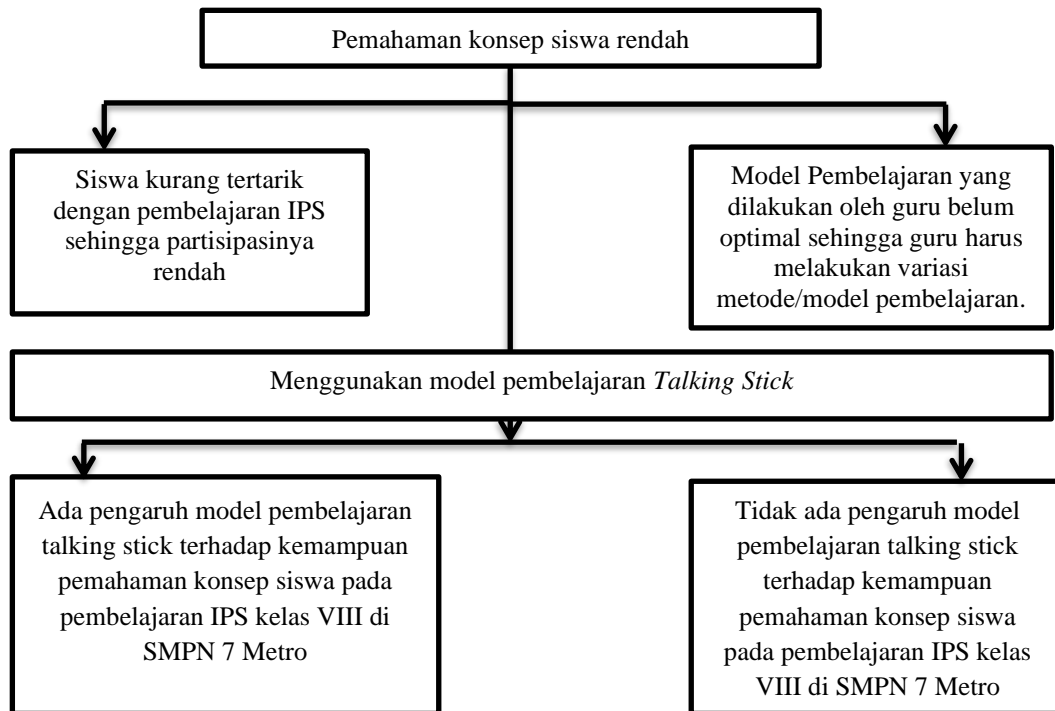 Pemahaman konsep siswa rendah
Siswa kurang tertarik
dengan pembelajaran IPS
sehingga partisipasinya
rendah
Model Pembelajaran yang
dilakukan oleh guru belum
optimal sehingga guru harus
melakukan variasi
metode/model pembelajaran.
Menggunakan model pembelajaran Talking Stick
Ada pengaruh model pembelajaran
talking stick terhadap kemampuan
pemahaman konsep siswa pada
pembelajaran IPS kelas VIII di
SMPN 7 Metro
Tidak ada pengaruh model
pembelajaran talking stick
terhadap kemampuan
pemahaman konsep siswa
pada pembelajaran IPS kelas
VIII di SMPN 7 Metro